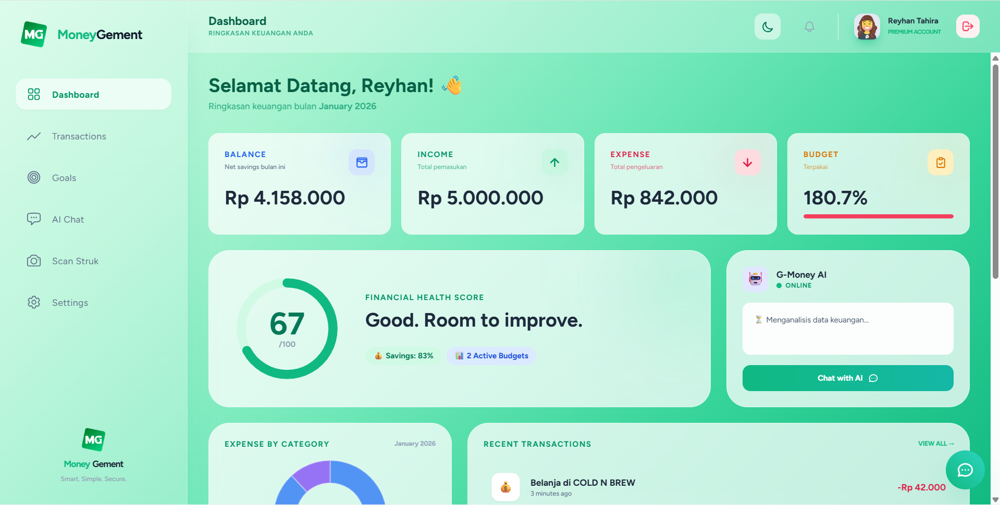 MG MoneyGement
Dashboard
Transactions
Goals
AI Chat
Scan Struk
Settings
MG
Money Gement
Smart. Simple. Secure.
Dashboard
RINGKASAN KEUANGAN ANDA
Reyhan Tahira
PREMIUM ACCOUNT
Selamat Datang, Reyhan! 👋
Ringkasan keuangan bulan January 2026
BALANCE
Net savings bulan ini
Rp 4.158.000
INCOME
Total pemasukan
Rp 5.000.000
EXPENSE
Total pengeluaran
Rp 842.000
BUDGET
Terpakai
180.7%
67
/100
FINANCIAL HEALTH SCORE
Good. Room to improve.
💰 Savings: 83%
📊 2 Active Budgets
G-Money AI
ONLINE
⏳ Menganalisis data keuangan...
Chat with AI
EXPENSE BY CATEGORY
January 2026
RECENT TRANSACTIONS
VIEW ALL →
Belanja di COLD N BREW
3 minutes ago
-Rp 42.000